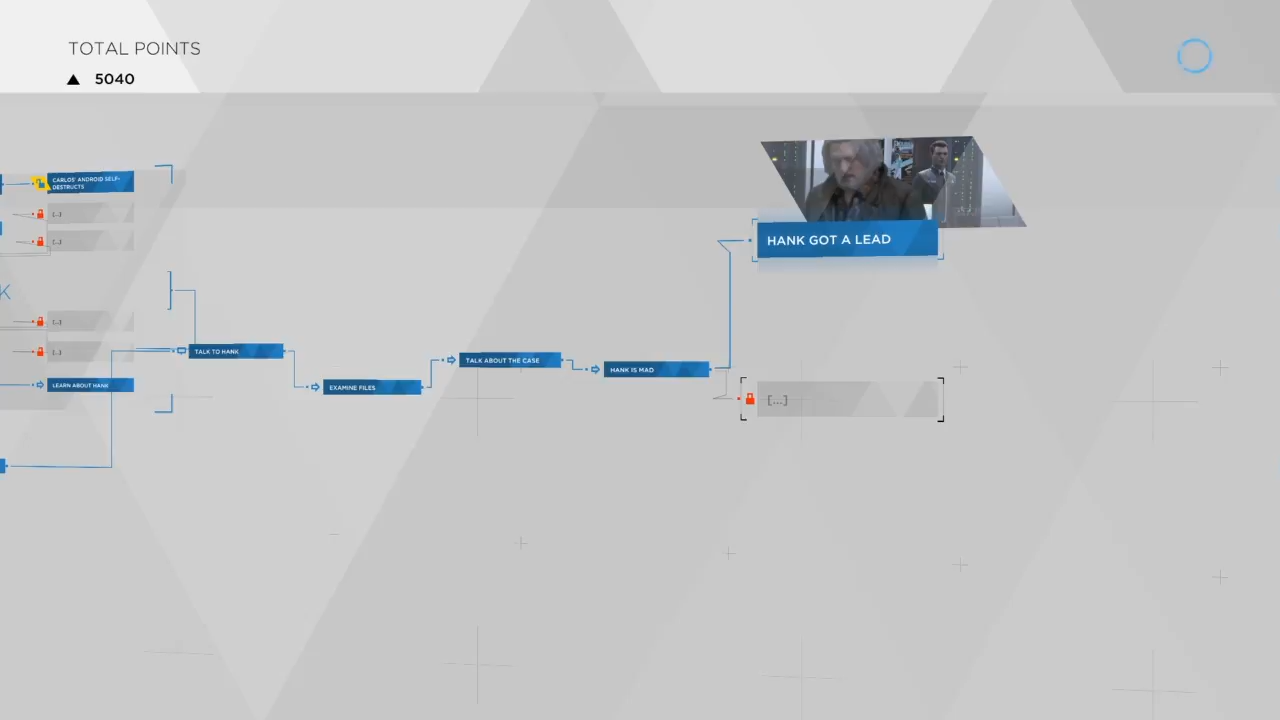 TOTAL POINTS
5040
CARLOS' ANDROID SELF-
DESTRUCTS
[...]
[...]
HANK GOT A LEAD
K
[...]
[...]
TALK TO HANK
LEARN ABOUT HANK
EXAMINE FILES
TALK ABOUT THE CASE
HANK IS MAD
[...]